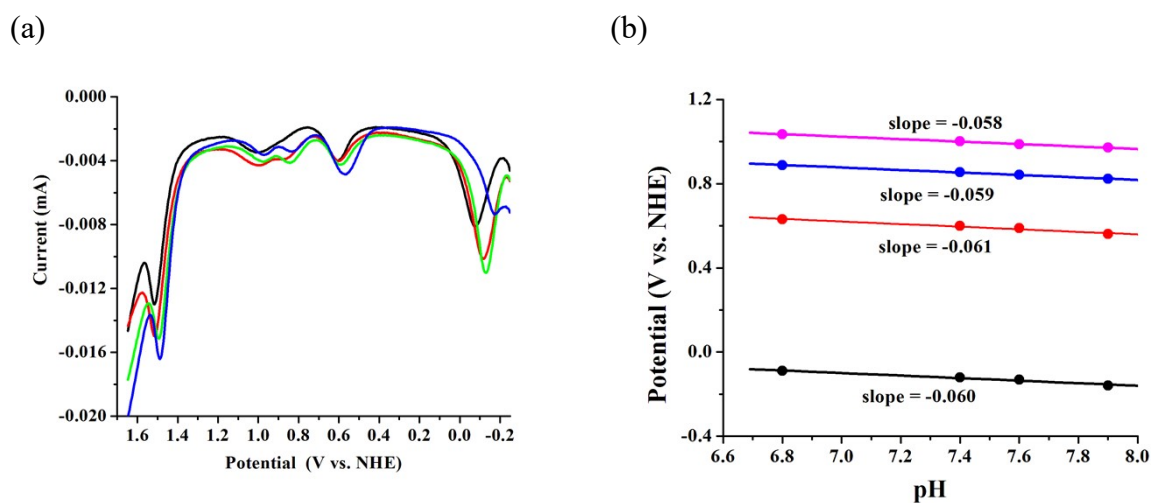 (a)
(b)
0.000
-0.004
-0.008
-0.012
-0.016
-0.020
Current (mA)
1.6 1.4 1.2 1.0 0.8 0.6 0.4 0.2 0.0 -0.2
Potential (V vs. NHE)
1.2
0.8
0.4
0.0
-0.4
Potential (V vs. NHE)
slope = -0.058
slope = -0.059
slope = -0.061
slope = -0.060
6.6 6.8 7.0 7.2 7.4 7.6 7.8 8.0
pH